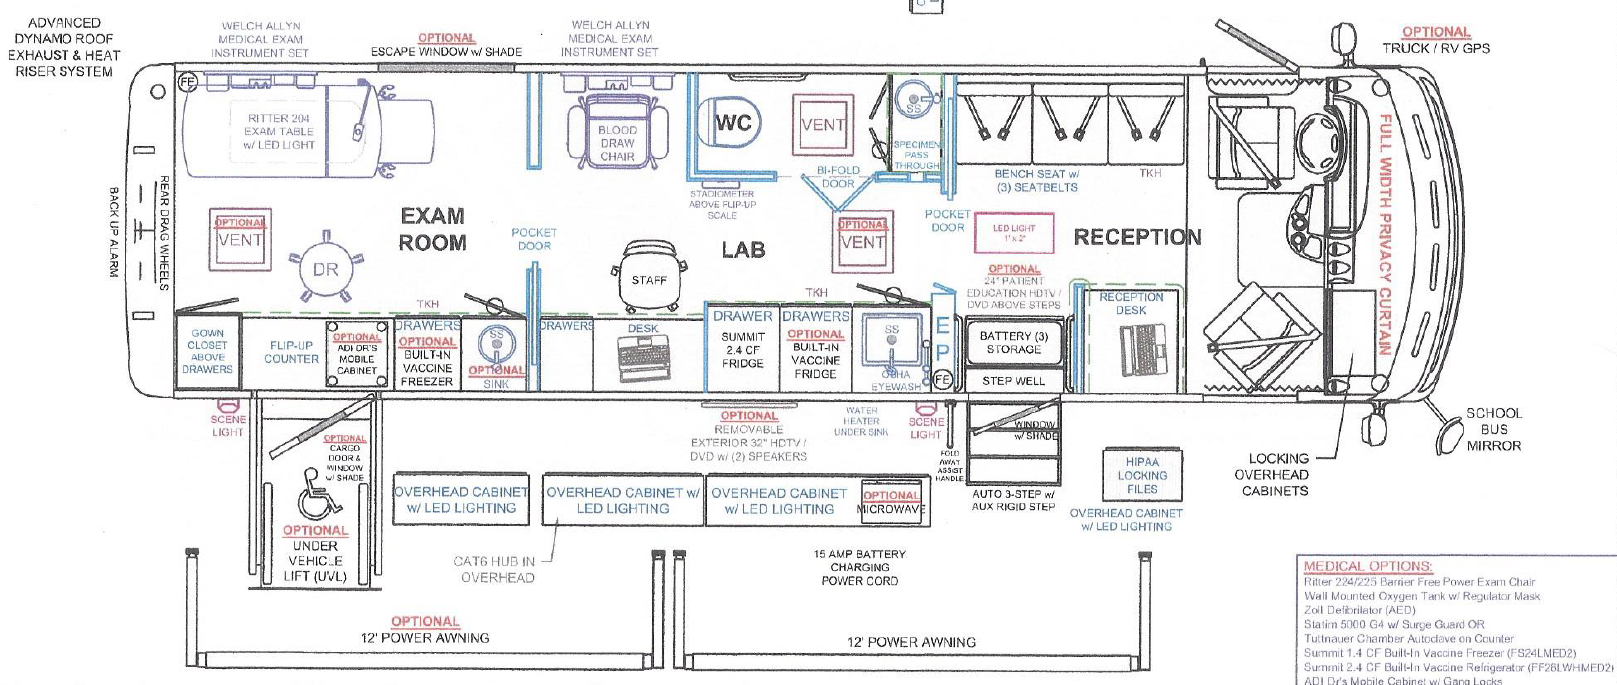 ADVANCED
DYNAMO ROOF
EXHAUST & HEAT
RISER SYSTEM
WELCH ALLYN
MEDICAL EXAM
INSTRUMENT SET
OPTIONAL
ESCAPE WINDOW w/ SHADE
WELCH ALLYN
MEDICAL EXAM
INSTRUMENT SET
OPTIONAL
TRUCK / RV GPS
FE
RITTER 204
EXAM TABLE
w/ LED LIGHT
BLOOD
DRAW
CHAIR
WC
VENT
SS
SPECIMEN
PASS
THROUGH
BI-FOLD
DOOR
STADIOMETER
ABOVE FLIP-UP
SCALE
BENCH SEAT w/
(3) SEATBELTS
TKH
FULL WIDTH PRIVACY CURTAIN
BACK UP ALARM
REAR DRAG WHEELS
OPTIONAL
VENT
DR
EXAM
ROOM
POCKET
DOOR
STAFF
LAB
OPTIONAL
VENT
POCKET
DOOR
LED LIGHT
1" x 2"
RECEPTION
OPTIONAL
24" PATIENT
EDUCATION HDTV /
DVD ABOVE STEPS
TKH
TKH
GOWN
CLOSET
ABOVE
DRAWERS
FLIP-UP
COUNTER
OPTIONAL
ADI DR'S
MOBILE
CABINET
DRAWERS
OPTIONAL
BUILT-IN
VACCINE
FREEZER
SS
OPTIONAL
SINK
DRAWERS
DESK
DRAWER
SUMMIT
2.4 CF
FRIDGE
DRAWERS
OPTIONAL
BUILT-IN
VACCINE
FRIDGE
SS
OSHA
EYEWASH
E
P
FE
BATTERY (3)
STORAGE
STEP WELL
RECEPTION
DESK
SCENE
LIGHT
OPTIONAL
CARGO
DOOR &
WINDOW
w/ SHADE
OPTIONAL
UNDER
VEHICLE
LIFT (UVL)
OPTIONAL
REMOVABLE
EXTERIOR 32" HDTV /
DVD w/ (2) SPEAKERS
WATER
HEATER
UNDER SINK
SCENE
LIGHT
FOLD
AWAY
ASSIST
HANDLE
WINDOW
w/ SHADE
AUTO 3-STEP w/
AUX RIGID STEP
HIPAA
LOCKING
FILES
OVERHEAD CABINET
w/ LED LIGHTING
LOCKING
OVERHEAD
CABINETS
SCHOOL
BUS
MIRROR
OVERHEAD CABINET
w/ LED LIGHTING
OVERHEAD CABINET w/
LED LIGHTING
OVERHEAD CABINET
w/ LED LIGHTING
OPTIONAL
MICROWAVE
CAT6 HUB IN
OVERHEAD
15 AMP BATTERY
CHARGING
POWER CORD
OPTIONAL
12' POWER AWNING
12' POWER AWNING
MEDICAL OPTIONS:
Ritter 224/225 Barrier Free Power Exam Chair
Wall Mounted Oxygen Tank w/ Regulator Mask
Zoll Defibrilator (AED)
Statim 5000 G4 w/ Surge Guard OR
Tuttnauer Chamber Autoclave on Counter
Summit 1.4 CF Built-In Vaccine Freezer (FS24LMED2)
Summit 2.4 CF Built-In Vaccine Refrigerator (FF28LWHMED2)
ADI Dr's Mobile Cabinet w/ Gang Locks